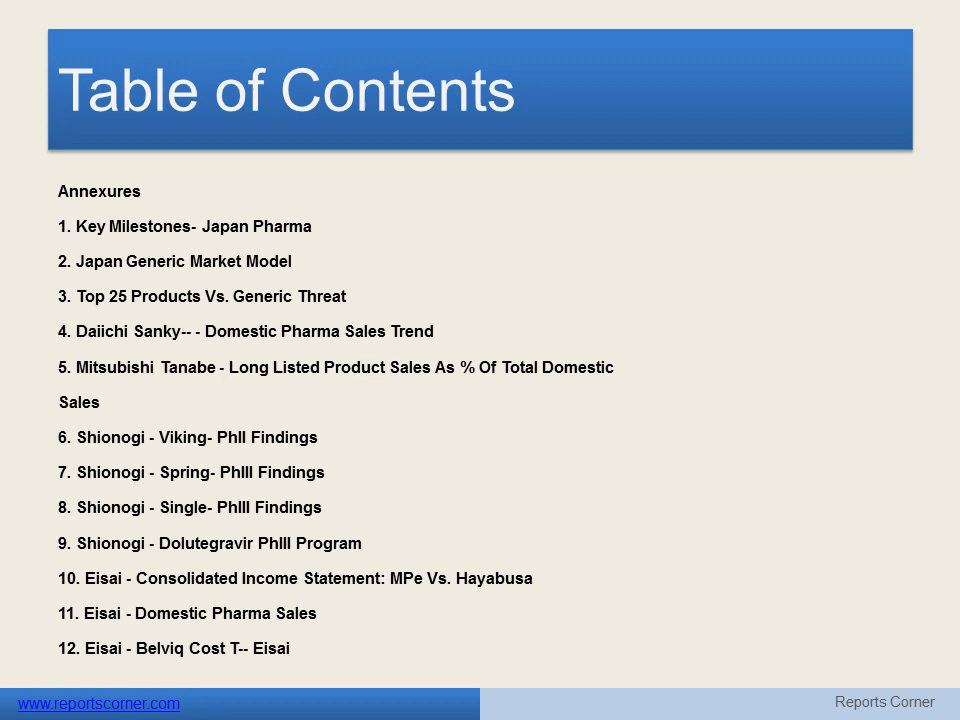 Table of Contents
Annexures
1. Key Milestones- Japan Pharma
2. Japan Generic Market Model
3. Top 25 Products Vs. Generic Threat
4. Daiichi Sanky-- - Domestic Pharma Sales Trend
5. Mitsubishi Tanabe - Long Listed Product Sales As % Of Total Domestic
Sales
6. Shionogi - Viking- PhII Findings
7. Shionogi - Spring- PhIII Findings
8. Shionogi - Single- PhIII Findings
9. Shionogi - Dolutegravir PhIII Program
10. Eisai - Consolidated Income Statement: MPe Vs. Hayabusa
11. Eisai - Domestic Pharma Sales
12. Eisai - Belviq Cost T-- Eisai
www.reportscorner.com
Reports Corner